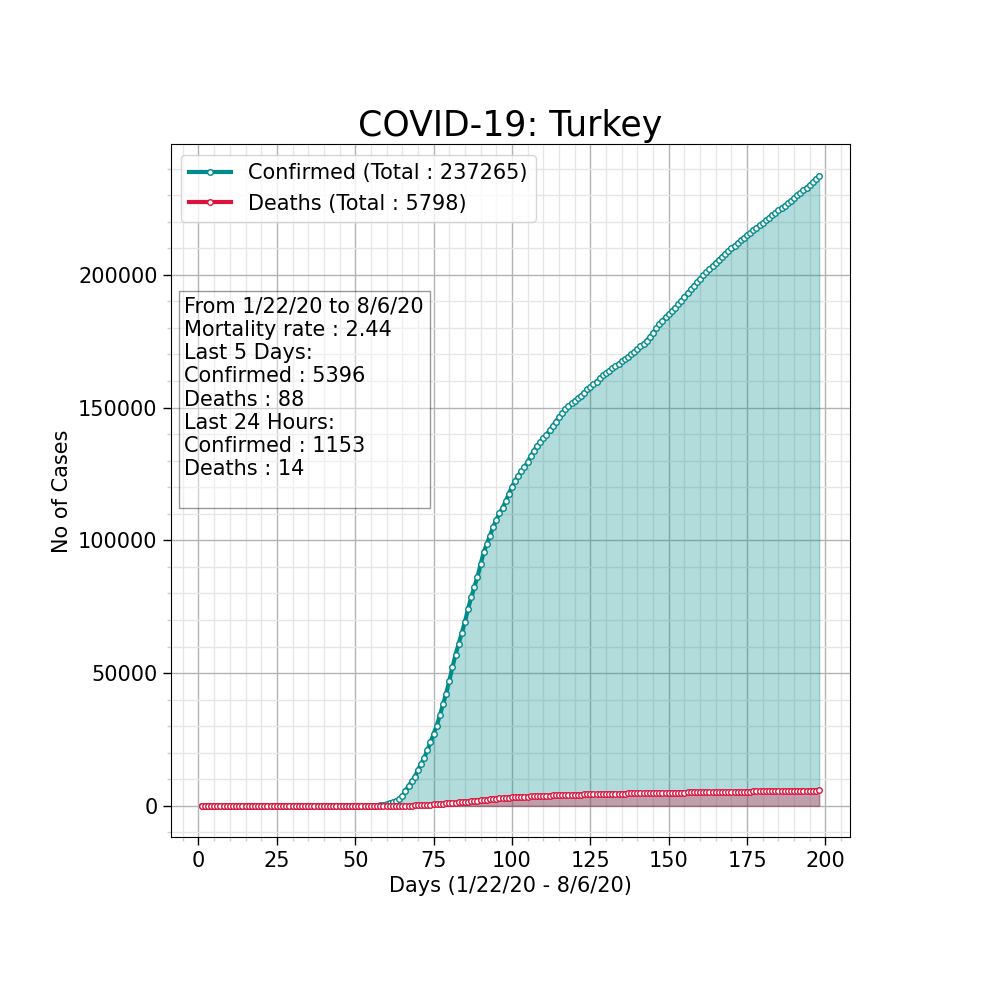 COVID-19: Turkey
Confirmed (Total : 237265)
Deaths (Total : 5798)
From 1/22/20 to 8/6/20
Mortality rate : 2.44
Last 5 Days:
Confirmed : 5396
Deaths : 88
Last 24 Hours:
Confirmed : 1153
Deaths : 14
No of Cases
200000
150000
100000
50000
0
0 25 50 75 100 125 150 175 200
Days (1/22/20 - 8/6/20)